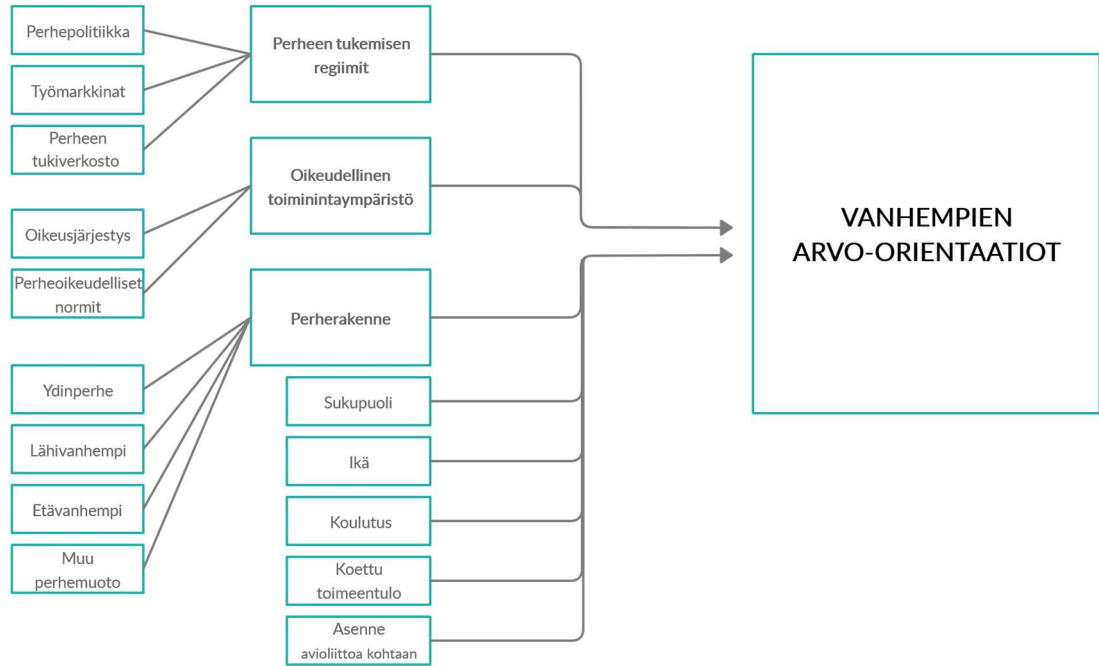 Perhepolitiikka
Työmarkkinat
Perheen
tukiverkosto
Oikeusjärjestys
Perheoikeudelliset
normit
Ydinperhe
Lähivanhempi
Etävanhempi
Muu
perhemuoto
Perheen tukemisen
regiimit
Oikeudellinen
toiminintaympäristö
Perherakenne
Sukupuoli
Ikä
Koulutus
Koettu
toimeentulo
Asenne
avioliittoa kohtaan
VANHEMPIEN
ARVO-ORIENTAATIOT